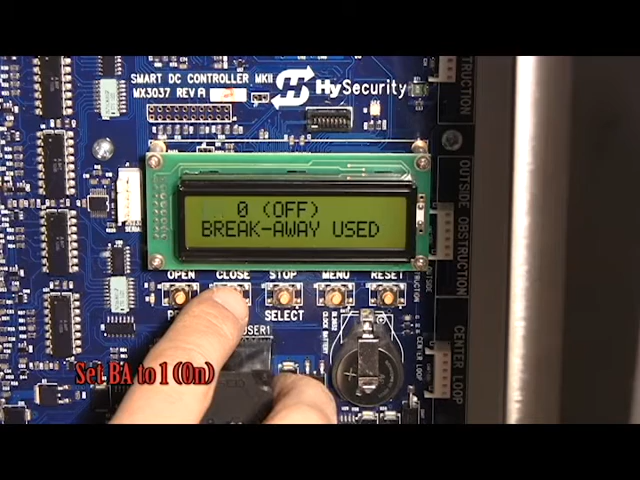 SMART DC CONTROLLER MKII
MX3037 REV A
HySecurity
0 (OFF)
BREAK-AWAY USED
OPEN CLOSE STOP MENU RESET
SELECT
USER1
Set BA to 1 (On)
OUTSIDE OBSTRUCTION
CENTER LOOP